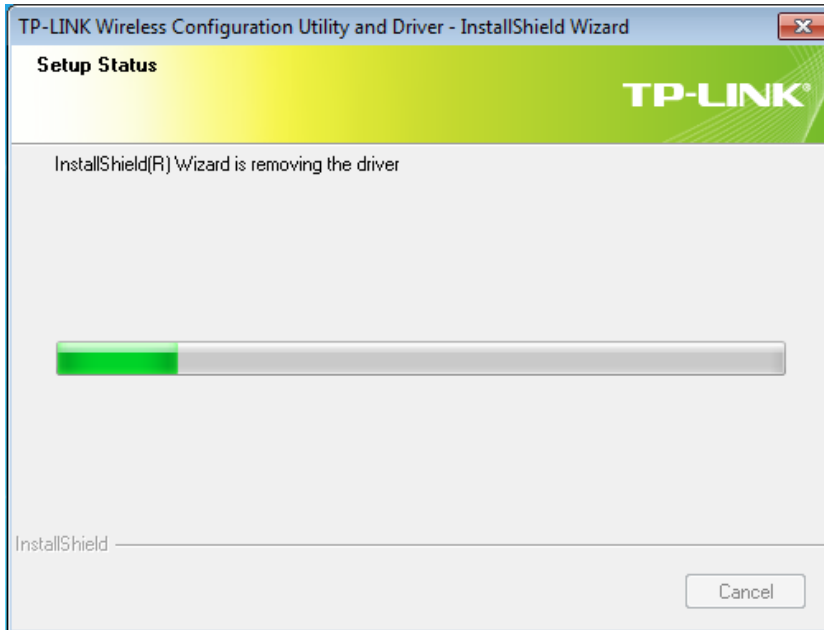 TP-LINK Wireless Configuration Utility and Driver - InstallShield Wizard
Setup Status
TP-LINK®
InstallShield(R) Wizard is removing the driver
InstallShield
Cancel